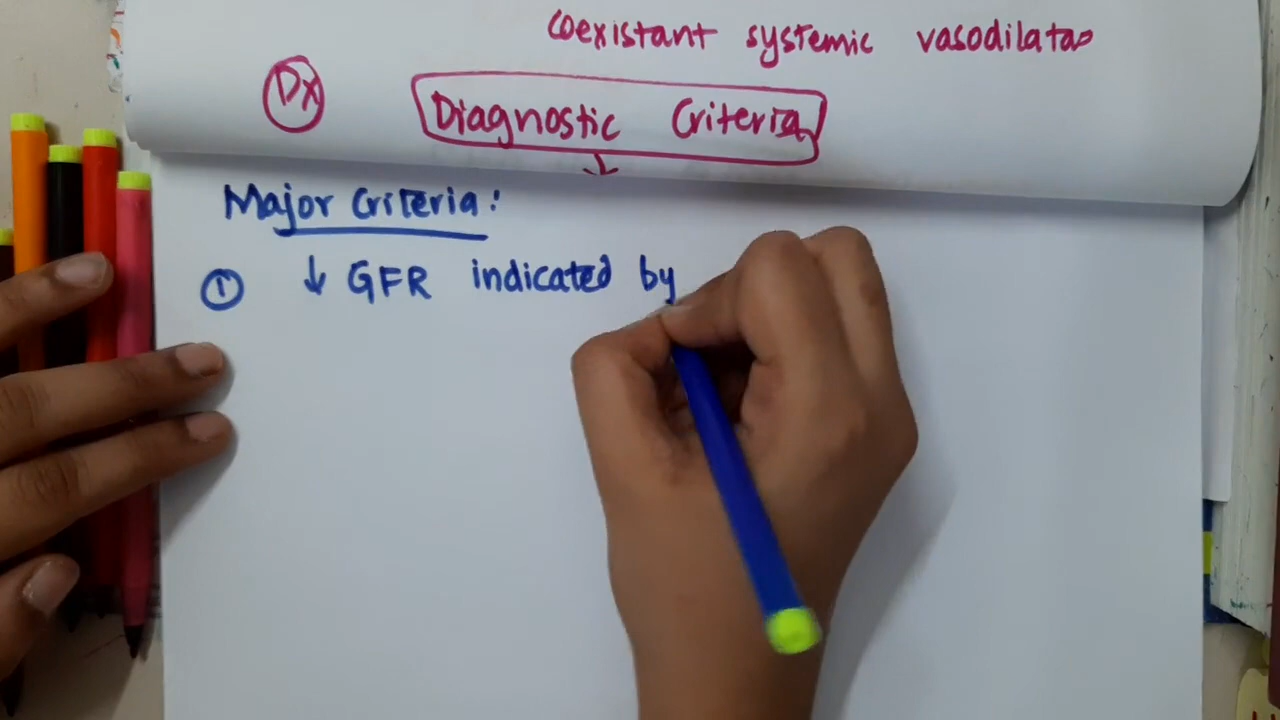 coexistant systemic vasodilatao
Dx
Diagnostic Criteria
↓
Major Criteria:
① ↓ GFR indicated by